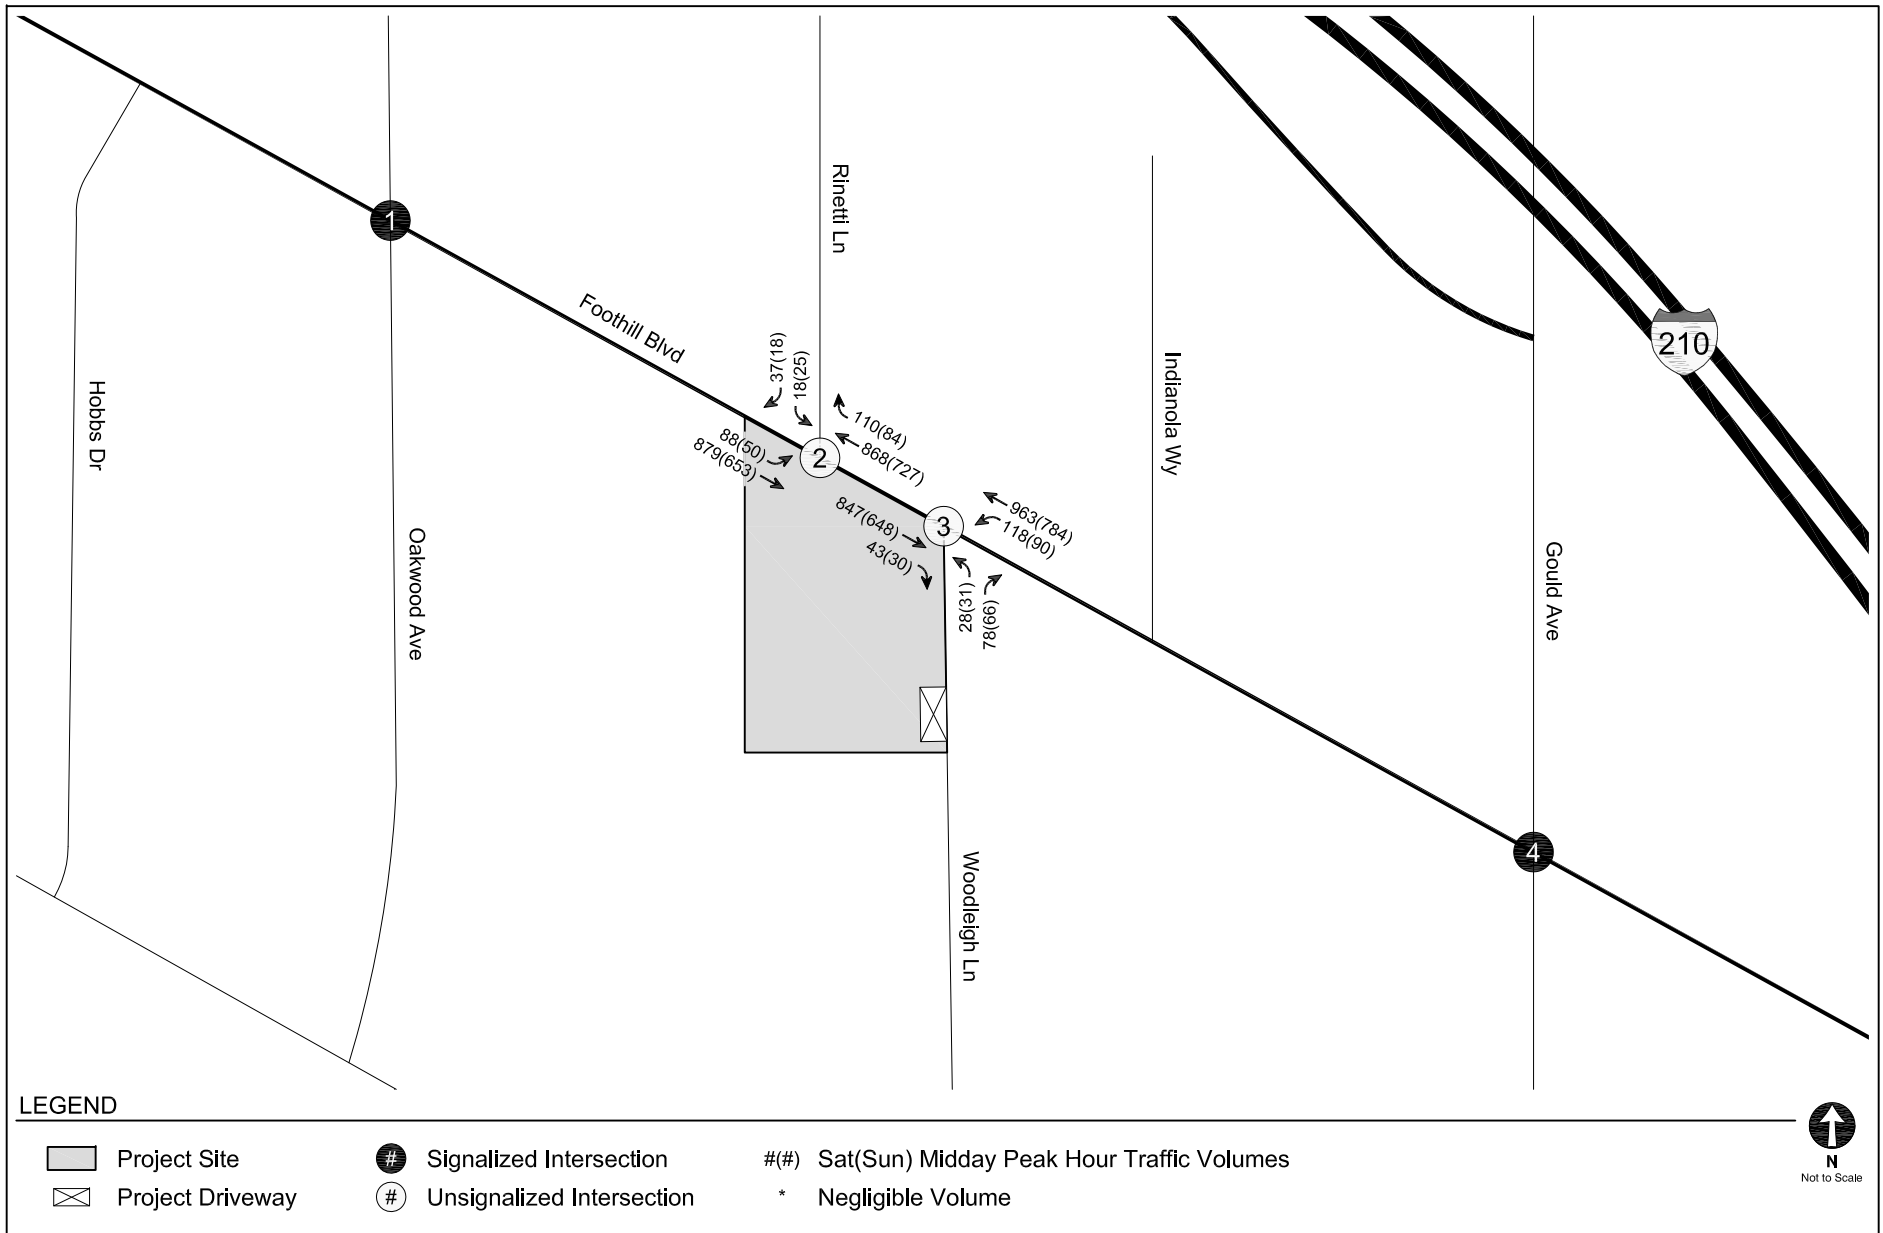 210
1
Rinetti Ln
Foothill Blvd
Hobbs Dr
Oakwood Ave
Indianola Wy
Gould Ave
Woodleigh Ln
37(18)
18(25)
110(84)
868(727)
88(50)
879(653)
2
847(648)
43(30)
3
963(784)
118(90)
28(31)
78(66)
4
LEGEND
Project Site
# Signalized Intersection
#(#) Sat(Sun) Midday Peak Hour Traffic Volumes
Project Driveway
# Unsignalized Intersection
* Negligible Volume
N
Not to Scale